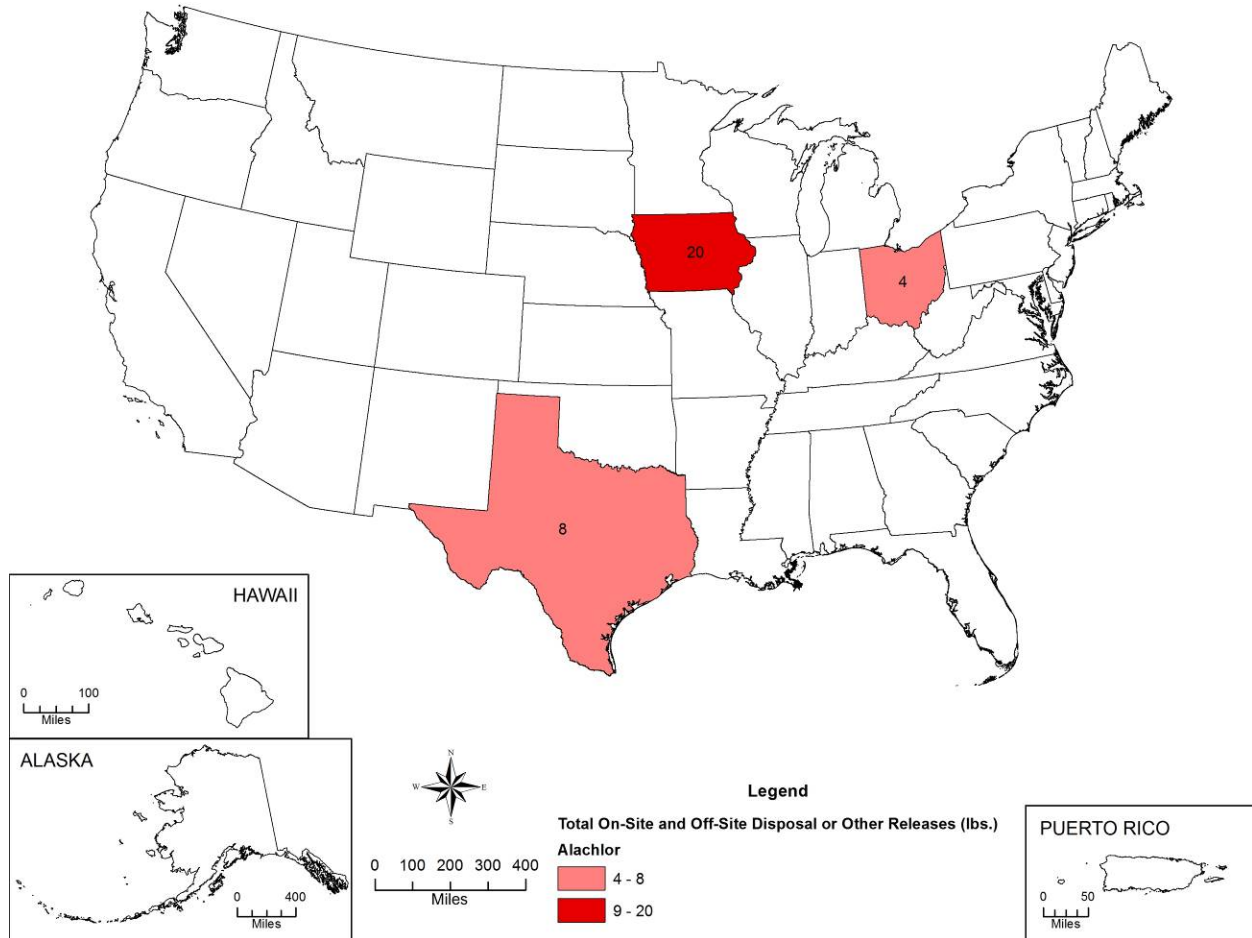 20
4
8
HAWAII
0 100
Miles
ALASKA
0 400
Miles
N
W E
S
0 100 200 300 400
Miles
Legend
Total On-Site and Off-Site Disposal or Other Releases (lbs.)
Alachlor
4 - 8
9 - 20
PUERTO RICO
0 50
Miles